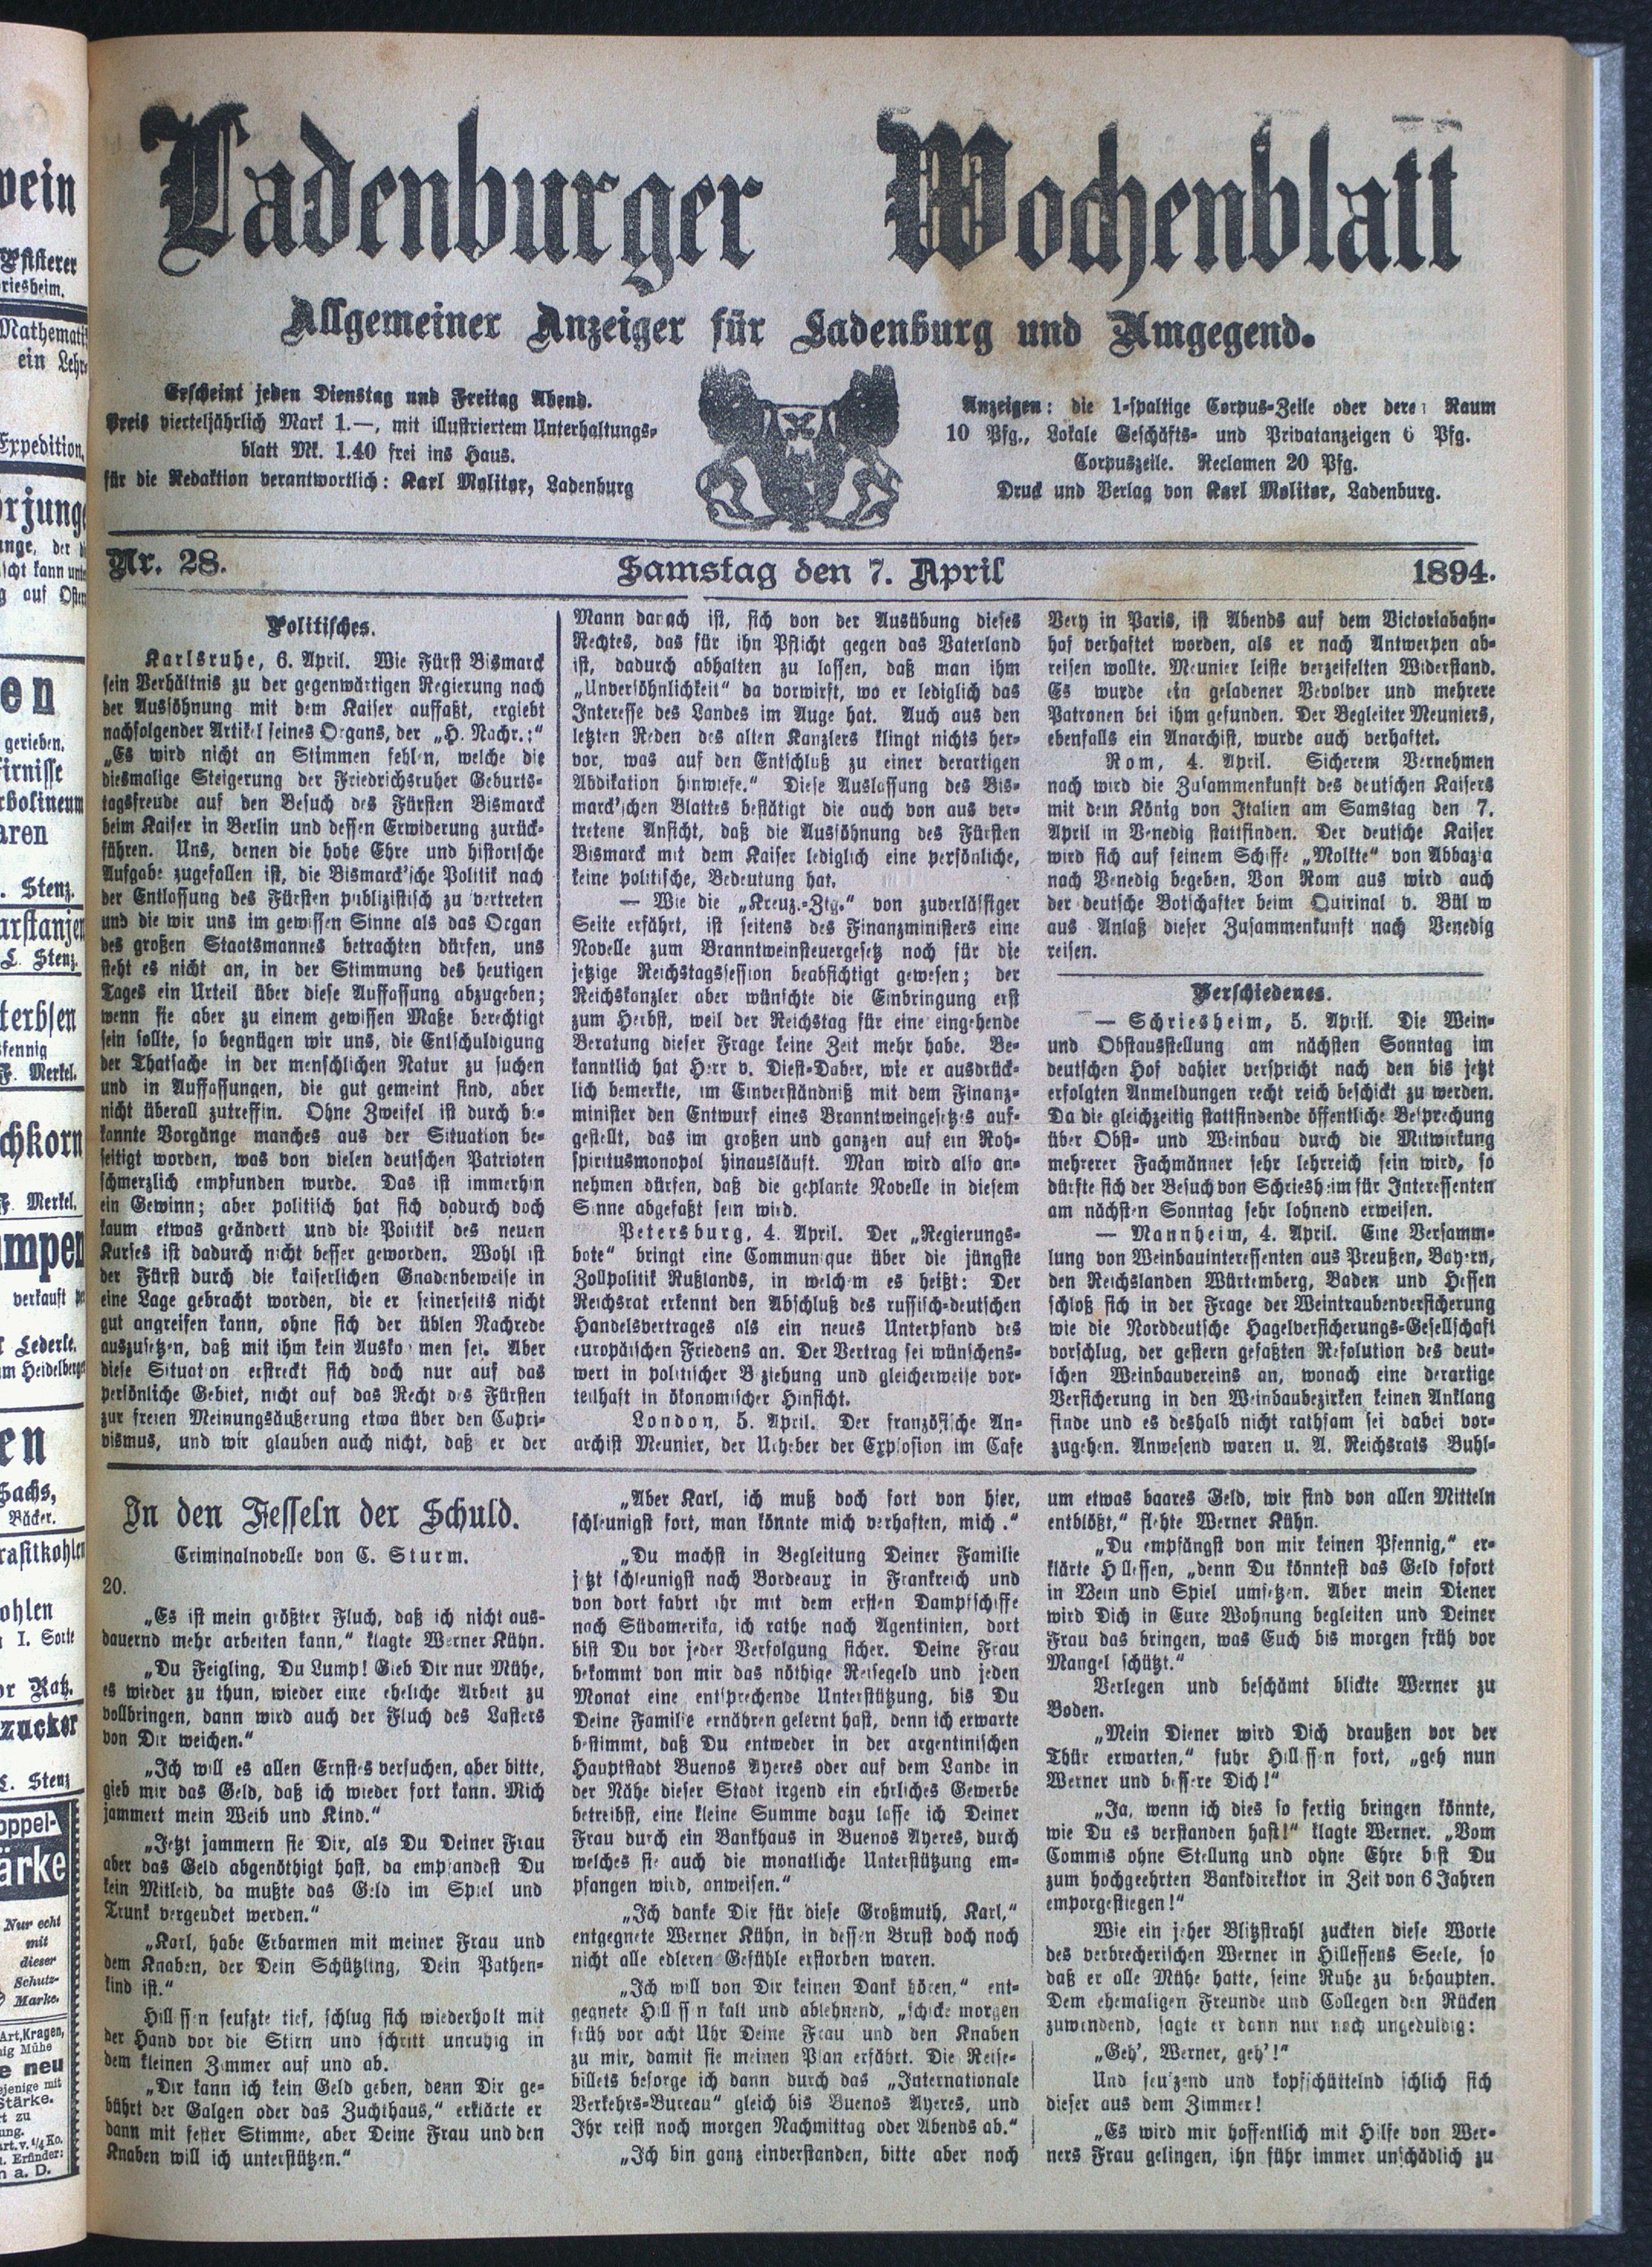 Ladenburger Wochenblatt
Allgemeiner Anzeiger für Ladenburg und Umgegend.
Erscheint jeden Dienstag und Freitag Abend.
Preis vierteljährlich Mark 1.—, mit illustriertem Unterhaltungs-
blatt Mk. 1.40 frei ins Haus.
für die Redaktion verantwortlich: Karl Molitor, Ladenburg
Anzeigen: die 1-spaltige Corpus-Zeile oder deren Raum
10 Pfg., Lokale Geschäfts- und Privatanzeigen 6 Pfg.
Corpuszeile. Reclamen 20 Pfg.
Druck und Verlag von Karl Molitor, Ladenburg.
Nr. 28.
Samstag den 7. April
1894.
Politisches.
Karlsruhe, 6. April. Wie Fürst Bismarck
sein Verhältnis zu der gegenwärtigen Regierung nach
der Aussöhnung mit dem Kaiser auffaßt, ergiebt
nachfolgender Artikel seines Organs, der „H. Nachr.:“
„Es wird nicht an Stimmen fehlen, welche die
diesmalige Steigerung der Friedrichsruher Geburts-
tagsfreude auf den Besuch des Fürsten Bismarck
beim Kaiser in Berlin und dessen Erwiderung zurück-
führen. Uns, denen die hohe Ehre und historische
Aufgabe zugefallen ist, die Bismarck'sche Politik nach
der Entlassung des Fürsten publizistisch zu vertreten
und die wir uns im gewissen Sinne als das Organ
des großen Staatsmannes betrachten dürfen, uns
steht es nicht an, in der Stimmung des heutigen
Tages ein Urteil über diese Auffassung abzugeben;
wenn sie aber zu einem gewissen Maße berechtigt
sein sollte, so begnügen wir uns, die Entschuldigung
der Thatsache in der menschlichen Natur zu suchen
und in Auffassungen, die gut gemeint sind, aber
nicht überall zutreffin. Ohne Zweifel ist durch be-
kannte Vorgänge manches aus der Situation be-
seitigt worden, was von vielen deutschen Patrioten
schmerzlich empfunden wurde. Das ist immerhin
ein Gewinn; aber politisch hat sich dadurch doch
kaum etwas geändert und die Politik des neuen
Kurses ist dadurch nicht besser geworden. Wohl ist
der Fürst durch die kaiserlichen Gnadenbeweise in
eine Lage gebracht worden, die er seinerseits nicht
gut angreifen kann, ohne sich der üblen Nachrede
auszusetzen, daß mit ihm kein Auskommen sei. Aber
diese Situation erstreckt sich doch nur auf das
persönliche Gebiet, nicht auf das Recht des Fürsten
zur freien Meinungsäußerung etwa über den Capri-
vismus, und wir glauben auch nicht, daß er der
Mann danach ist, sich von der Ausübung dieses
Rechtes, das für ihn Pflicht gegen das Vaterland
ist, dadurch abhalten zu lassen, daß man ihm
„Unversöhnlichkeit“ da vorwirft, wo er lediglich das
Interesse des Landes im Auge hat. Auch aus den
letzten Reden des alten Kanzlers klingt nichts her-
vor, was auf den Entschluß zu einer derartigen
Abdikation hinwiese.“ Diese Auslassung des Bis-
marck'schen Blattes bestätigt die auch von aus ver-
tretene Ansicht, daß die Aussöhnung des Fürsten
Bismarck mit dem Kaiser lediglich eine persönliche,
keine politische, Bedeutung hat.
— Wie die „Kreuz.-Ztg.“ von zuverlässiger
Seite erfährt, ist seitens des Finanzministers eine
Novelle zum Branntweinsteuergesetz noch für die
jetzige Reichstagssession beabsichtigt gewesen; der
Reichskanzler aber wünschte die Einbringung erst
zum Herbst, weil der Reichstag für eine eingehende
Beratung dieser Frage keine Zeit mehr habe. Be-
kanntlich hat Herr v. Diest-Daber, wie er ausdrück-
lich bemerkte, im Einverständniß mit dem Finanz-
minister den Entwurf eines Branntweingesetzes auf-
gestellt, das im großen und ganzen auf ein Roh-
spiritusmonopol hinausläuft. Man wird also an-
nehmen dürfen, daß die geplante Novelle in diesem
Sinne abgefaßt sein wird.
Petersburg, 4. April. Der „Regierungs-
bote“ bringt eine Communique über die jüngste
Zollpolitik Rußlands, in welchem es heißt: Der
Reichsrat erkennt den Abschluß des russisch-deutschen
Handelsvertrages als ein neues Unterpfand des
europäischen Friedens an. Der Vertrag sei wünschens-
wert in politischer Beziehung und gleicherweise vor-
teilhaft in ökonomischer Hinsicht.
London, 5. April. Der französische An-
archist Meunier, der Urheber der Explosion im Cafe
Very in Paris, ist Abends auf dem Victoriabahn-
hof verhaftet worden, als er nach Antwerpen ab-
reisen wollte. Meunier leiste verzeifelten Widerstand.
Es wurde ein geladener Vevolver und mehrere
Patronen bei ihm gefunden. Der Begleiter Meuniers,
ebenfalls ein Anarchist, wurde auch verhaftet.
Rom, 4. April. Sicherem Vernehmen
nach wird die Zusammenkunft des deutschen Kaisers
mit dem König von Italien am Samstag den 7.
April in Venedig stattfinden. Der deutsche Kaiser
wird sich auf seinem Schiffe „Moltke“ von Abbazia
nach Venedig begeben. Von Rom aus wird auch
der deutsche Botschafter beim Quirinal v. Bülow
aus Anlaß dieser Zusammenkunft nach Venedig
reisen.
Verschiedenes.
— Schriesheim, 5. April. Die Wein-
und Obstausstellung am nächsten Sonntag im
deutschen Hof dahier verspricht nach den bis jetzt
erfolgten Anmeldungen recht reich beschickt zu werden.
Da die gleichzeitig stattfindende öffentliche Besprechung
über Obst- und Weinbau durch die Mitwirkung
mehrerer Fachmänner sehr lehrreich sein wird, so
dürfte sich der Besuch von Schriesheim für Interessenten
am nächsten Sonntag sehr lohnend erweisen.
— Mannheim, 4. April. Eine Versamm-
lung von Weinbauinteressenten aus Preußen, Bayern,
den Reichslanden Würtemberg, Baden und Hessen
schloß sich in der Frage der Weintraubenversicherung
wie die Norddeutsche Hagelversicherungs-Gesellschaft
vorschlug, der gestern gefaßten Resolution des deut-
schen Weinbauvereins an, wonach eine derartige
Versicherung in den Weinbaubezirken keinen Anklang
finde und es deshalb nicht rathsam sei dabei vor-
zugehen. Anwesend waren u. A. Reichsrats Buhl-
In den Fesseln der Schuld.
Criminalnovelle von C. Sturm.
20.
„Es ist mein größter Fluch, daß ich nicht aus-
dauernd mehr arbeiten kann,“ klagte Werner Kühn.
„Du Feigling, Du Lump! Gieb Dir nur Mühe,
es wieder zu thun, wieder eine eheliche Arbeit zu
vollbringen, dann wird auch der Fluch des Lasters
von Dir weichen.“
„Ich will es allen Ernstes versuchen, aber bitte,
gieb mir das Geld, daß ich wieder fort kann. Mich
jammert mein Weib und Kind.“
„Jetzt jammern sie Dir, als Du Deiner Frau
aber das Geld abgenöthigt hast, da empfandest Du
kein Mitleid, da mußte das Geld im Spiel und
Trunk vergeudet werden.“
„Karl, habe Erbarmen mit meiner Frau und
dem Knaben, der Dein Schützling, Dein Pathen-
kind ist.“
Hillessen seufzte tief, schlug sich wiederholt mit
der Hand vor die Stirn und schritt unruhig in
dem kleinen Zimmer auf und ab.
„Dir kann ich kein Geld geben, denn Dir ge-
bührt der Galgen oder das Zuchthaus,“ erklärte er
dann mit fester Stimme, aber Deine Frau und den
Knaben will ich unterstützen.“
„Aber Karl, ich muß doch fort von hier,
schleunigst fort, man könnte mich verhaften, mich .“
„Du machst in Begleitung Deiner Familie
jetzt schleunigst nach Bordeaux in Frankreich und
von dort fahrt ihr mit dem ersten Dampfschiffe
nach Südamerika, ich rathe nach Agentinien, dort
bist Du vor jeder Verfolgung sicher. Deine Frau
bekommt von mir das nöthige Reisegeld und jeden
Monat eine entsprechende Unterstützung, bis Du
Deine Familie ernähren gelernt hast, denn ich erwarte
bestimmt, daß Du entweder in der argentinischen
Hauptstadt Buenos Ayeres oder auf dem Lande in
der Nähe dieser Stadt irgend ein ehrliches Gewerbe
betreibst, eine kleine Summe dazu lasse ich Deiner
Frau durch ein Bankhaus in Buenos Ayeres, durch
welches sie auch die monatliche Unterstützung em-
pfangen wird, anweisen.“
„Ich danke Dir für diese Großmuth, Karl,“
entgegnete Werner Kühn, in dessen Brust doch noch
nicht alle edleren Gefühle erstorben waren.
„Ich will von Dir keinen Dank hören,“ ent-
gegnete Hillessen kalt und ablehnend, „schicke morgen
früh vor acht Uhr Deine Frau und den Knaben
zu mir, damit sie meinen Plan erfährt. Die Reise-
billets besorge ich dann durch das „Internationale
Verkehrs-Bureau“ gleich bis Buenos Ayeres, und
Ihr reist noch morgen Nachmittag oder Abends ab.“
„Ich bin ganz einverstanden, bitte aber noch
um etwas baares Geld, wir sind von allen Mitteln
entblößt,“ flehte Werner Kühn.
„Du empfängst von mir keinen Pfennig,“ er-
klärte Hillessen, „denn Du könntest das Geld sofort
in Wein und Spiel umsetzen. Aber mein Diener
wird Dich in Eure Wohnung begleiten und Deiner
Frau das bringen, was Euch bis morgen früh vor
Mangel schützt.“
Verlegen und beschämt blickte Werner zu
Boden.
„Mein Diener wird Dich draußen vor der
Thür erwarten,“ fuhr Hillessen fort, „geh nun
Werner und bessere Dich!“
„Ja, wenn ich dies so fertig bringen könnte,
wie Du es verstanden hast!“ klagte Werner. „Vom
Commis ohne Stellung und ohne Ehre bist Du
zum hochgeehrten Bankdirektor in Zeit von 6 Jahren
emporgestiegen!“
Wie ein jeher Blitzstrahl zuckten diese Worte
des verbrecherischen Werner in Hillessens Seele, so
daß er alle Mühe hatte, seine Ruhe zu behaupten.
Dem ehemaligen Freunde und Collegen den Rücken
zuwendend, sagte er dann nur noch ungeduldig:
„Geh', Werner, geh'!“
Und seufzend und kopfschüttelnd schlich sich
dieser aus dem Zimmer!
„Es wird mir hoffentlich mit Hilfe von Wer-
ners Frau gelingen, ihn führ immer unschädlich zu